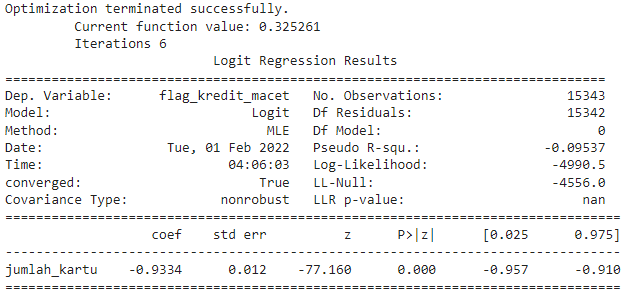 Optimization terminated successfully.
         Current function value: 0.325261
         Iterations 6
                           Logit Regression Results
==============================================================================
Dep. Variable:      flag_kredit_macet   No. Observations:                15343
Model:                          Logit   Df Residuals:                    15342
Method:                           MLE   Df Model:                            0
Date:                Tue, 01 Feb 2022   Pseudo R-squ.:                -0.09537
Time:                        04:06:03   Log-Likelihood:                -4990.5
converged:                       True   LL-Null:                       -4556.0
Covariance Type:            nonrobust   LLR p-value:                       nan
================================================================================
                   coef    std err          z      P>|z|      [0.025      0.975]
--------------------------------------------------------------------------------
jumlah_kartu    -0.9334      0.012    -77.160      0.000      -0.957      -0.910
================================================================================